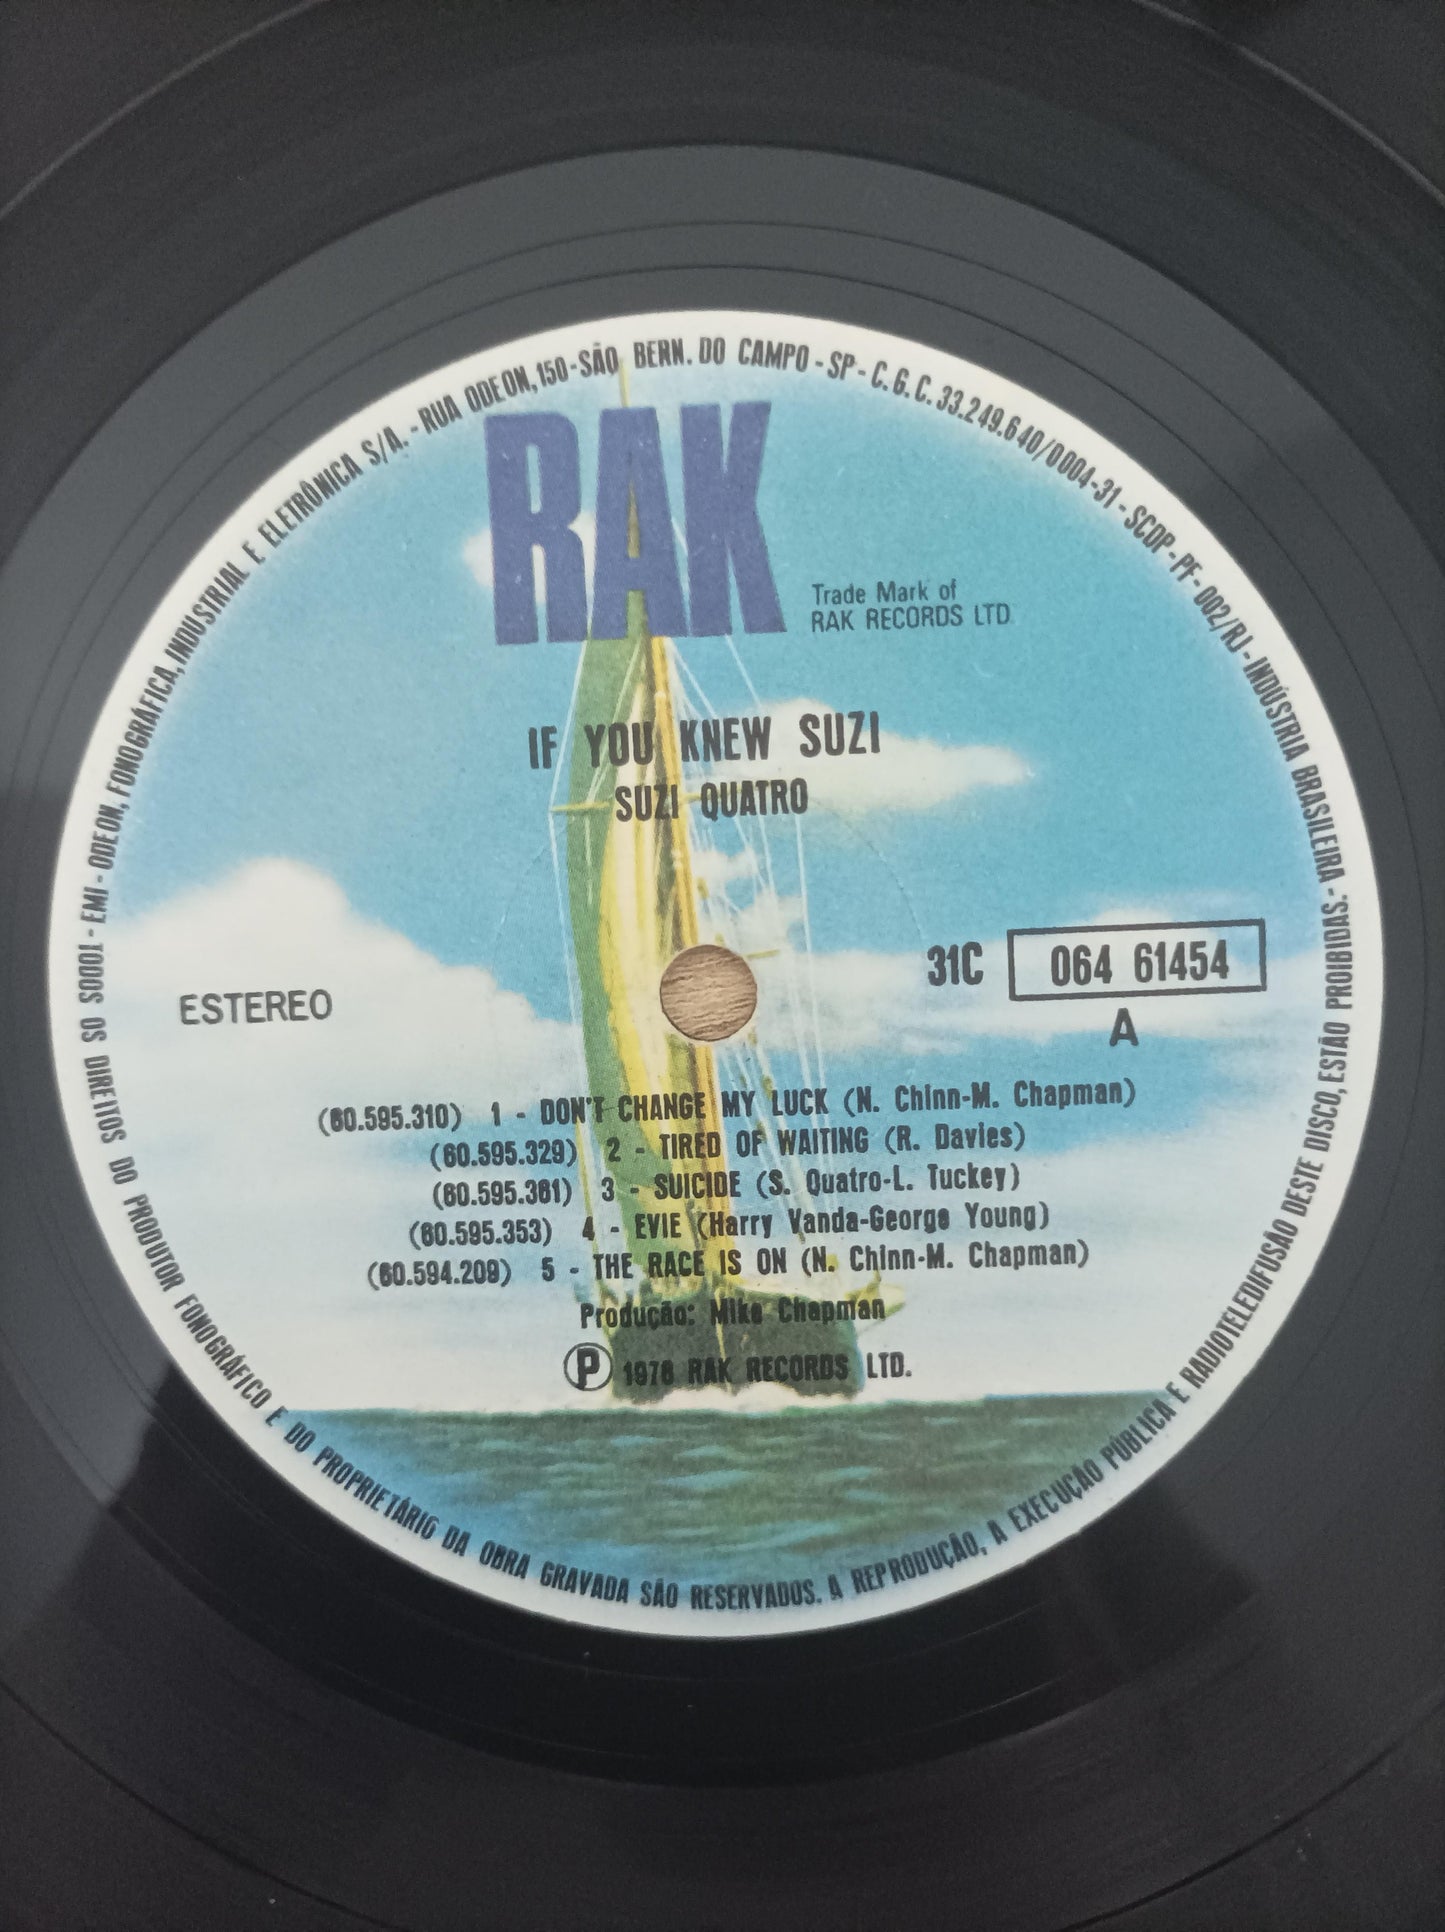 RAK
Trade Mark of
RAK RECORDS LTD
IF YOU KNEW SUZI
SUZI QUATRO
ESTEREO
31C 064 61454
A
(60.595.310) 1 - DON'T CHANGE MY LUCK (N. Chinn-M. Chapman)
(60.595.329) 2 - TIRED OF WAITING (R. Davies)
(60.595.361) 3 - SUICIDE (S. Quatro-L. Tuckey)
(60.595.353) 4 - EVIE (Harry Vanda-George Young)
(60.594.209) 5 - THE RACE IS ON (N. Chinn-M. Chapman)
Produção: Mike Chapman
Ⓟ 1978 RAK RECORDS LTD.
EMI - ODEON, FONOGRÁFICA, INDUSTRIAL E ELETRÔNICA S/A. - RUA ODEON, 150 - SÃO BERN. DO CAMPO - SP - C.G.C. 33.249.640/0004-31 - SCDP - PF - 002/RJ - INDÚSTRIA BRASILEIRA - TODOS OS DIREITOS DO PRODUTOR FONOGRÁFICO E DO PROPRIETÁRIO DA OBRA GRAVADA SÃO RESERVADOS. A REPRODUÇÃO, A EXECUÇÃO PÚBLICA E RADIOTELEDIFUSÃO DESTE DISCO, ESTÃO PROIBIDAS. -